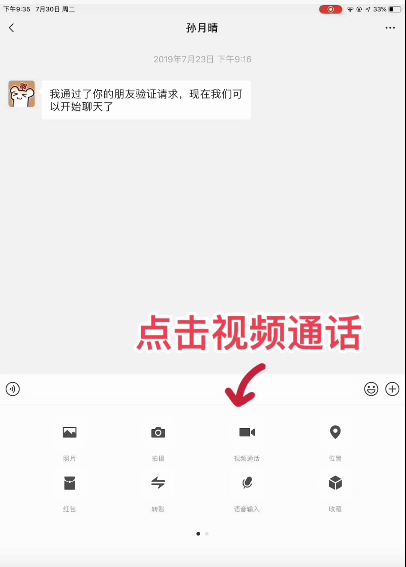 下午9:35 7月30日 周二
33%
孙月晴
2019年7月23日 下午9:16
我通过了你的朋友验证请求，现在我们可
以开始聊天了
点击视频通话
照片 拍摄 视频通话 位置
红包 转账 语音输入 收藏